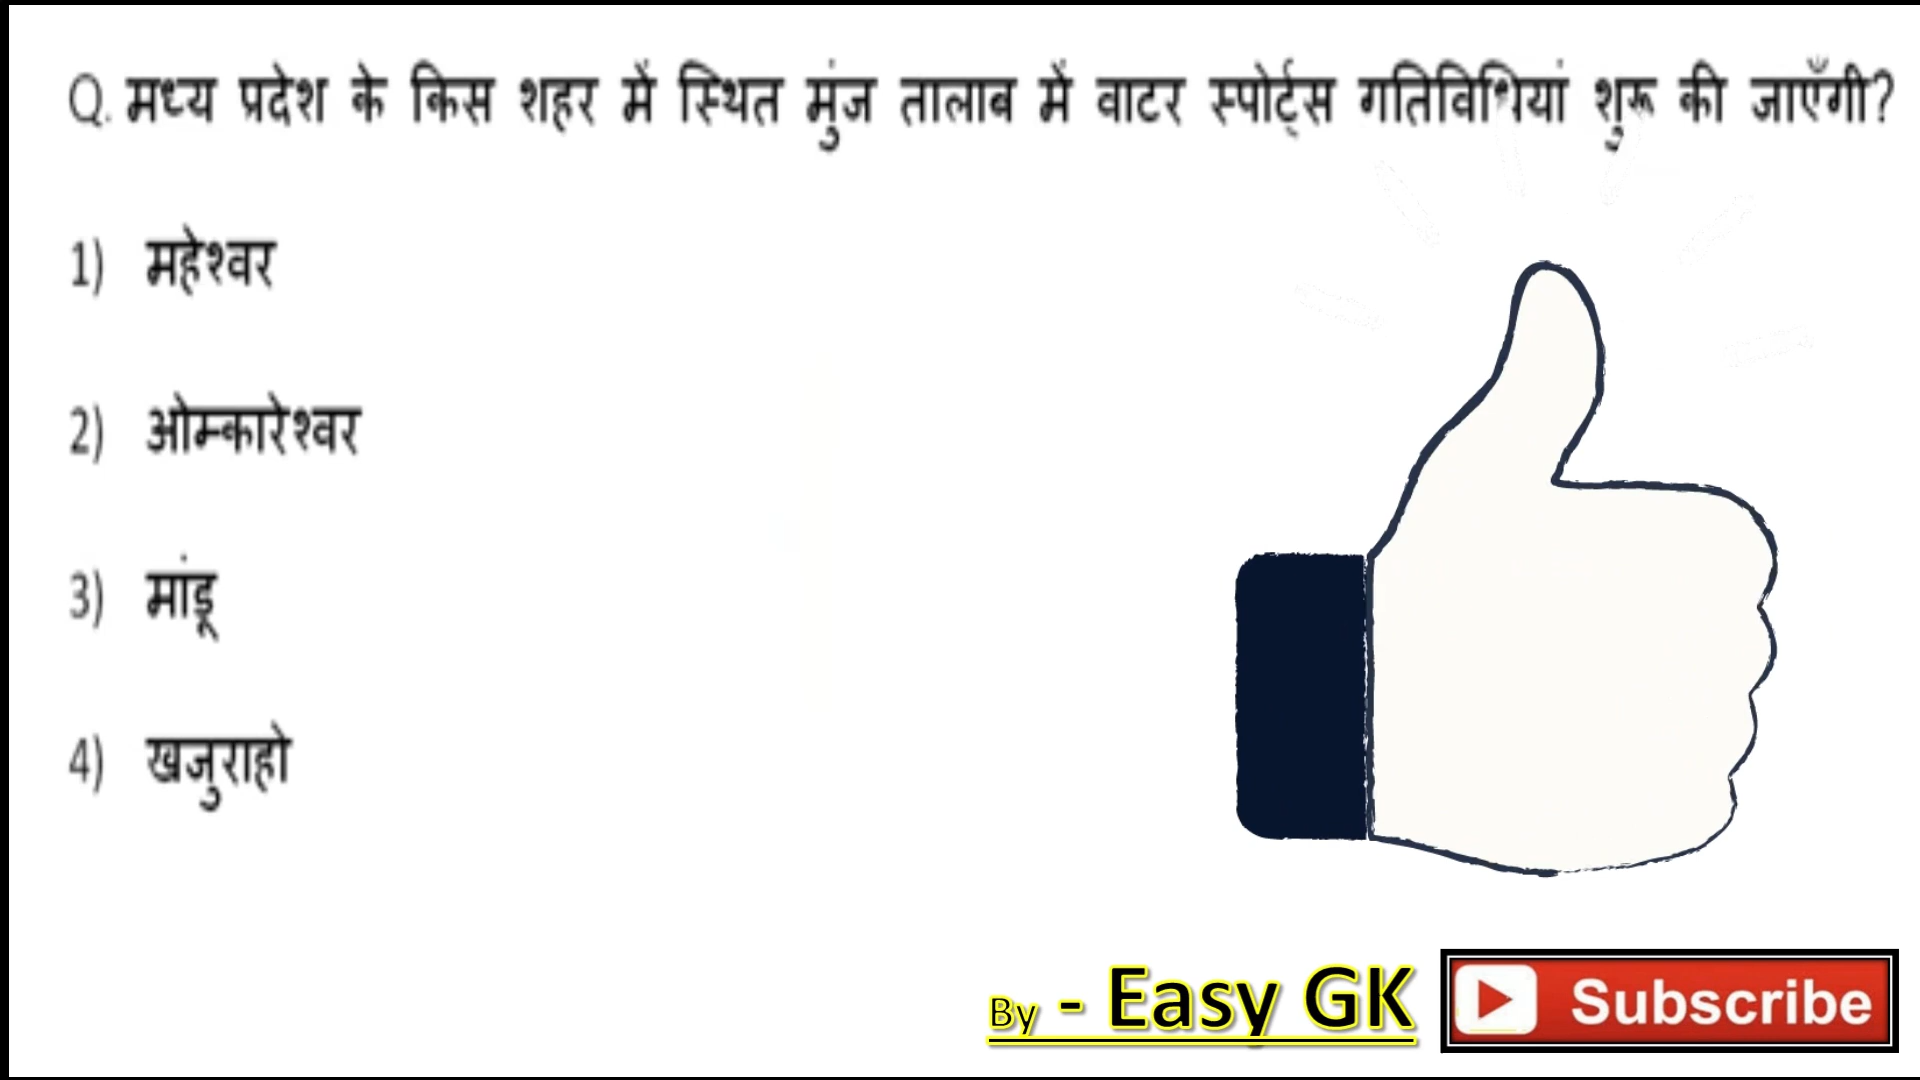 Q. मध्य प्रदेश के किस शहर में स्थित मुंज तालाब में वाटर स्पोर्ट्स गतिविधियां शुरू की जाएँगी?
1) महेश्वर
2) ओम्कारेश्वर
3) मांडू
4) खजुराहो
By - Easy GK
Subscribe